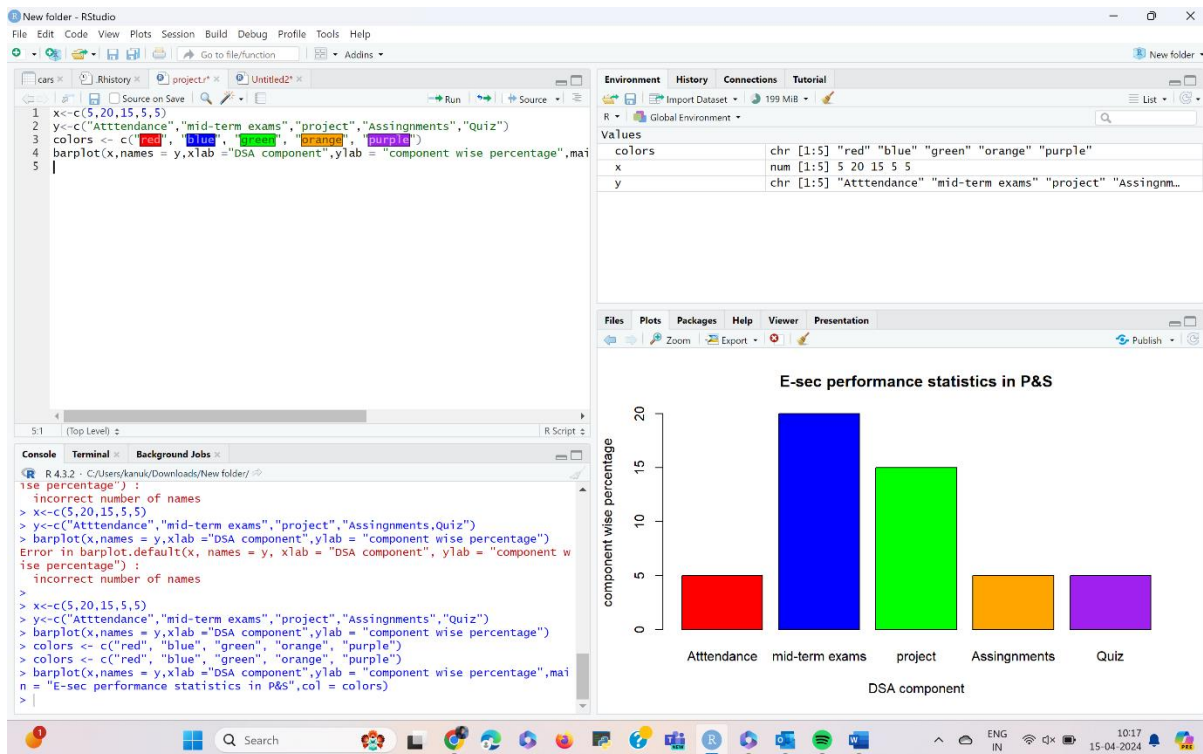 New folder - RStudio
File Edit Code View Plots Session Build Debug Profile Tools Help
Go to file/function Addins New folder
cars .Rhistory project.r* Untitled2*
Source on Save Run Source
1 x<-c(5,20,15,5,5)
2 y<-c("Atttendance","mid-term exams","project","Assingnments","Quiz")
3 colors <- c("red", "blue", "green", "orange", "purple")
4 barplot(x,names = y,xlab ="DSA component",ylab = "component wise percentage",mai
5
5:1 (Top Level) R Script
Console Terminal Background Jobs
R 4.3.2 · C:/Users/kanuk/Downloads/New folder/
ise percentage") :
incorrect number of names
> x<-c(5,20,15,5,5)
> y<-c("Atttendance","mid-term exams","project","Assingnments,Quiz")
> barplot(x,names = y,xlab ="DSA component",ylab = "component wise percentage")
Error in barplot.default(x, names = y, xlab = "DSA component", ylab = "component w
ise percentage") :
incorrect number of names
>
> x<-c(5,20,15,5,5)
> y<-c("Atttendance","mid-term exams","project","Assingnments","Quiz")
> barplot(x,names = y,xlab ="DSA component",ylab = "component wise percentage")
> colors <- c("red", "blue", "green", "orange", "purple")
> colors <- c("red", "blue", "green", "orange", "purple")
> barplot(x,names = y,xlab ="DSA component",ylab = "component wise percentage",mai
n = "E-sec performance statistics in P&S",col = colors)
>
Environment History Connections Tutorial
Import Dataset 199 MiB List
R Global Environment
Values
colors chr [1:5] "red" "blue" "green" "orange" "purple"
x num [1:5] 5 20 15 5 5
y chr [1:5] "Atttendance" "mid-term exams" "project" "Assingnm…
Files Plots Packages Help Viewer Presentation
Zoom Export Publish
E-sec performance statistics in P&S
component wise percentage
20
15
10
5
0
Atttendance mid-term exams project Assingnments Quiz
DSA component
1 Search ENG 10:17
IN 15-04-2024